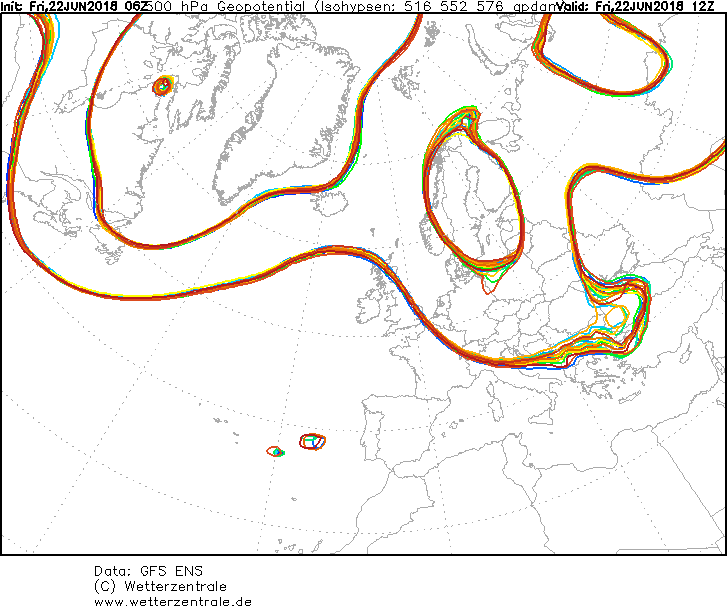 Init: Fri,22JUN2018 06Z 500 hPa Geopotential (Isohypsen: 516 552 576 gpdam Valid: Fri,22JUN2018 12Z
Data: GFS ENS
(C) Wetterzentrale
www.wetterzentrale.de